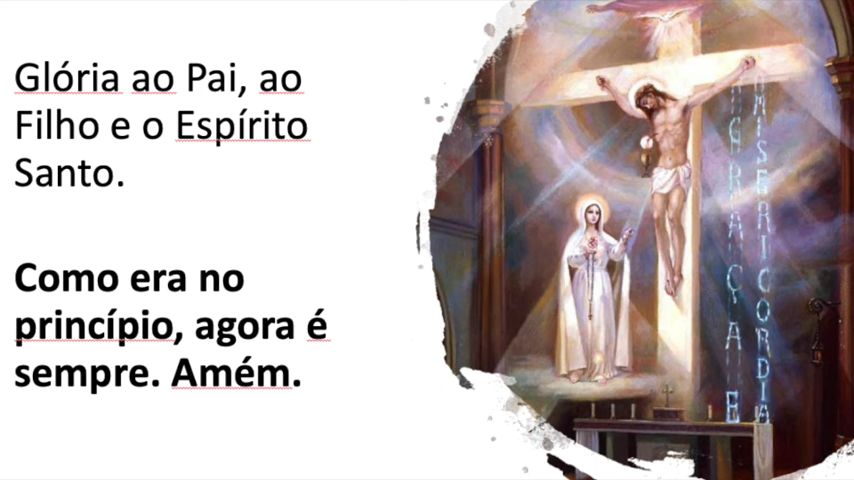 Glória ao Pai, ao
Filho e o Espírito
Santo.
Como era no
princípio, agora é
sempre. Amém.
GRAÇA E
MISERICORDIA